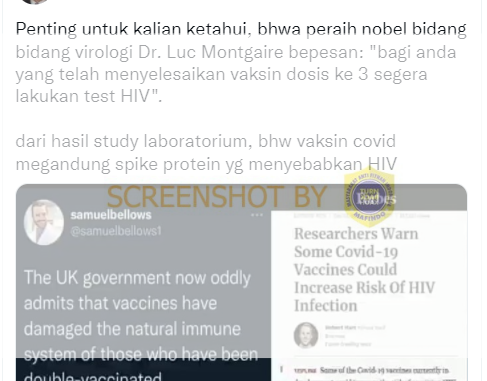 Penting untuk kalian ketahui, bhwa peraih nobel bidang
bidang virologi Dr. Luc Montgaire bepesan: "bagi anda
yang telah menyelesaikan vaksin dosis ke 3 segera
lakukan test HIV".
dari hasil study laboratorium, bhw vaksin covid
megandung spike protein yg menyebabkan HIV
SCREENSHOT BY
samuelbellows
@samuelbellows1
The UK government now oddly
admits that vaccines have
damaged the natural immune
system of those who have been
double-vaccinated
Forbes
MAFINDO
Researchers Warn
Some Covid-19
Vaccines Could
Increase Risk Of HIV
Infection
Some of the Covid-19 vaccines currently in